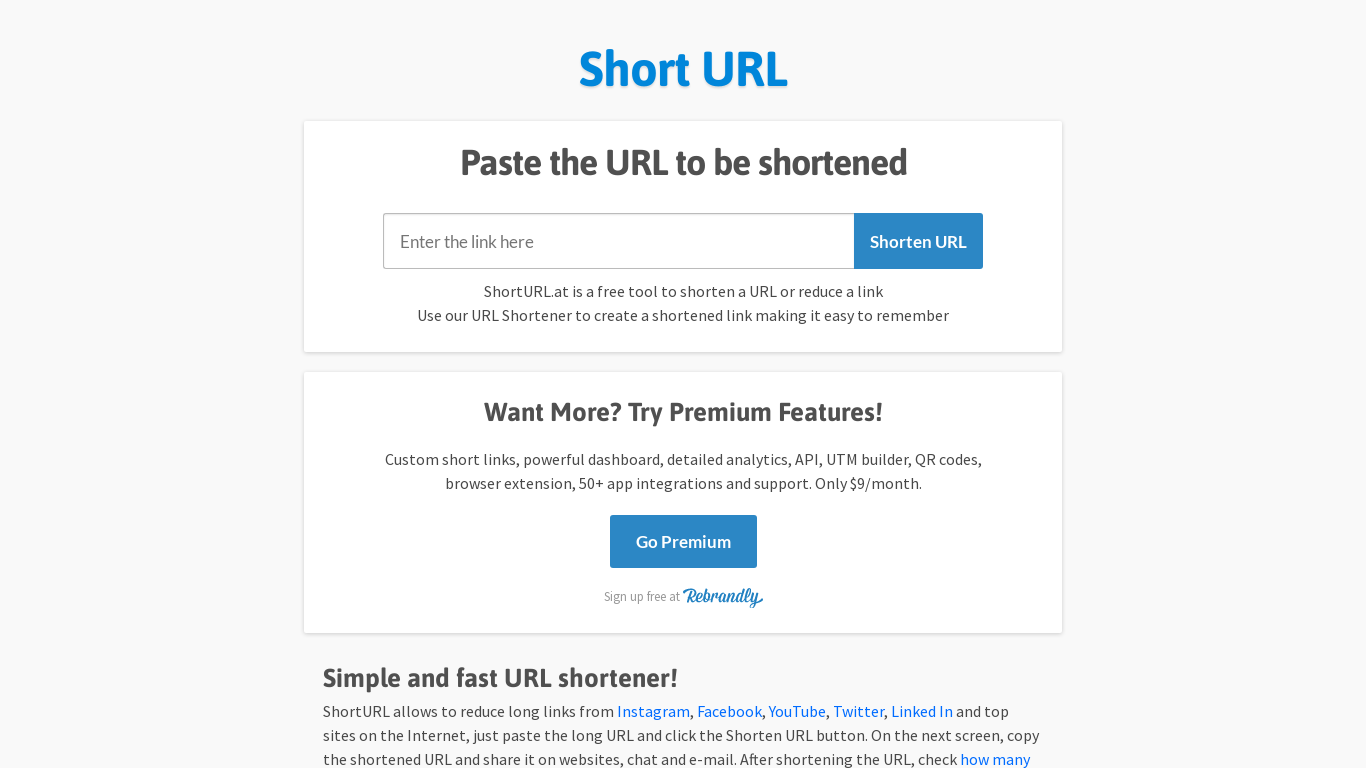 Short URL
Paste the URL to be shortened
Enter the link here
Shorten URL
ShortURL.at is a free tool to shorten a URL or reduce a link
Use our URL Shortener to create a shortened link making it easy to remember
Want More? Try Premium Features!
Custom short links, powerful dashboard, detailed analytics, API, UTM builder, QR codes,
browser extension, 50+ app integrations and support. Only $9/month.
Go Premium
Sign up free at Rebrandly
Simple and fast URL shortener!
ShortURL allows to reduce long links from Instagram, Facebook, YouTube, Twitter, Linked In and top
sites on the Internet, just paste the long URL and click the Shorten URL button. On the next screen, copy
the shortened URL and share it on websites, chat and e-mail. After shortening the URL, check how many